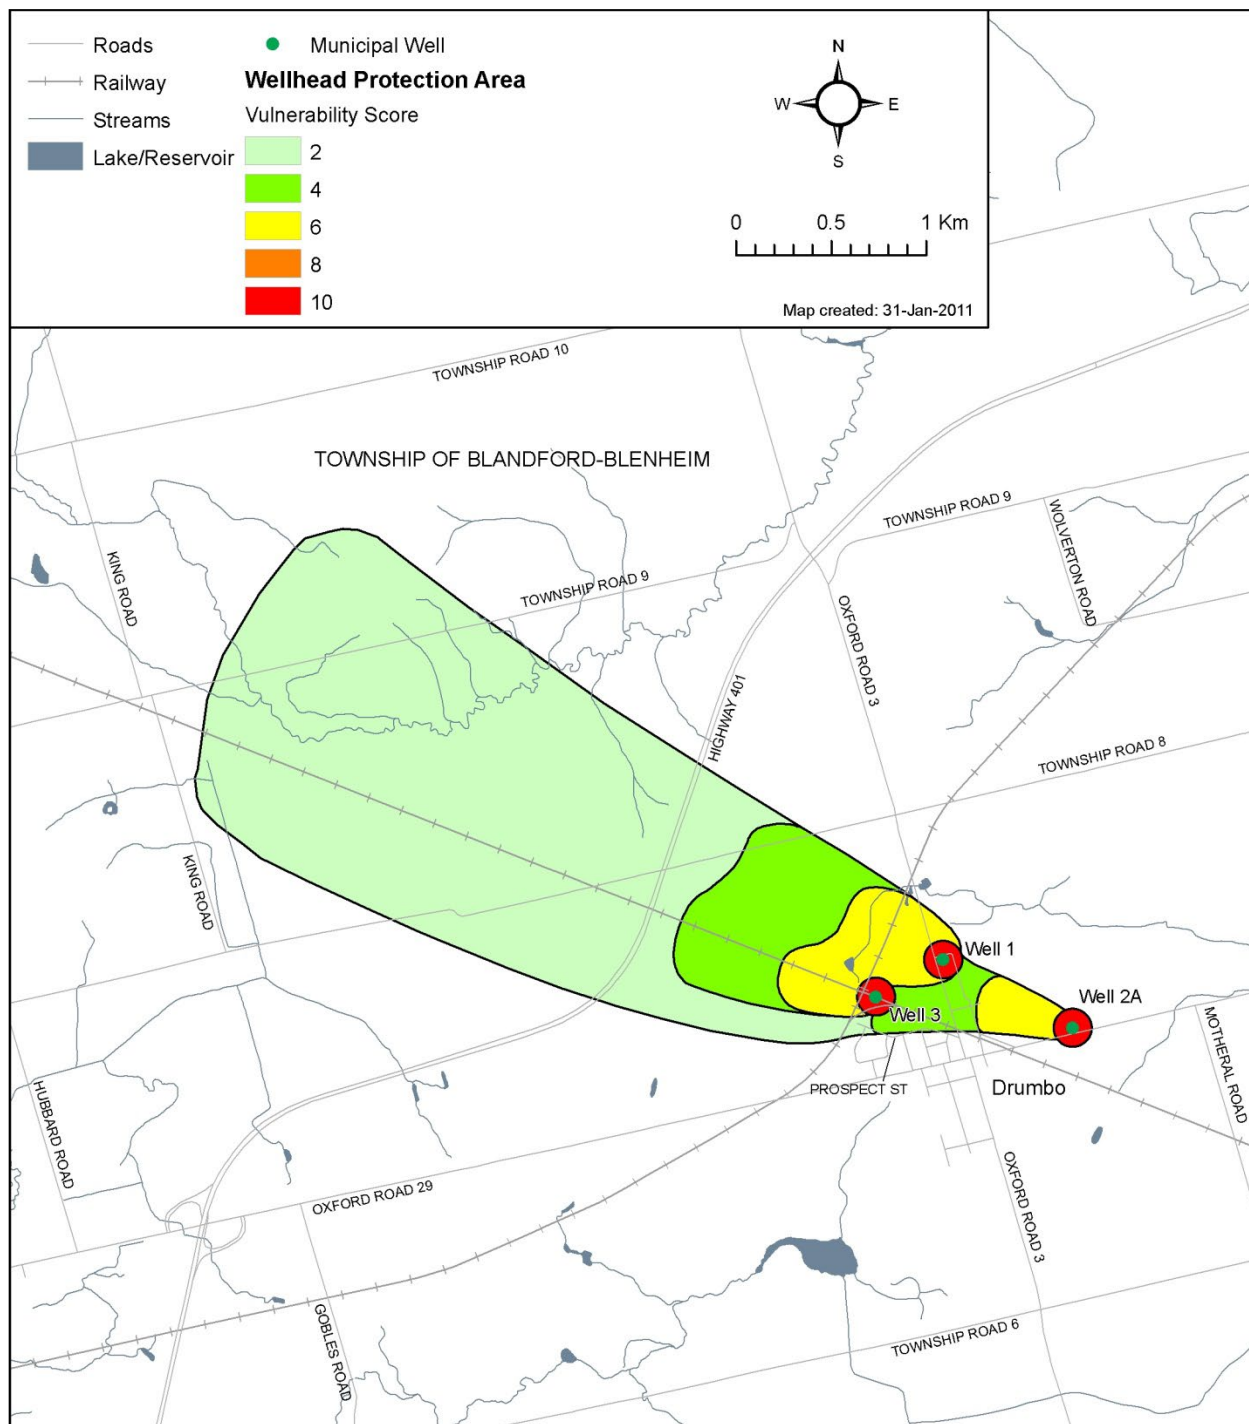 Roads
Railway
Streams
Lake/Reservoir
Municipal Well
Wellhead Protection Area
Vulnerability Score
2
4
6
8
10
N
W
E
S
0 0.5 1 Km
Map created: 31-Jan-2011
TOWNSHIP ROAD 10
TOWNSHIP OF BLANDFORD-BLENHEIM
TOWNSHIP ROAD 9
WOLVERTON ROAD
KING ROAD
TOWNSHIP ROAD 9
OXFORD ROAD 3
HIGHWAY 401
TOWNSHIP ROAD 8
KING ROAD
Well 1
Well 2A
Well 3
MOTHERAL ROAD
PROSPECT ST
Drumbo
HUBBARD ROAD
OXFORD ROAD 29
OXFORD ROAD 3
GOBLES ROAD
TOWNSHIP ROAD 6